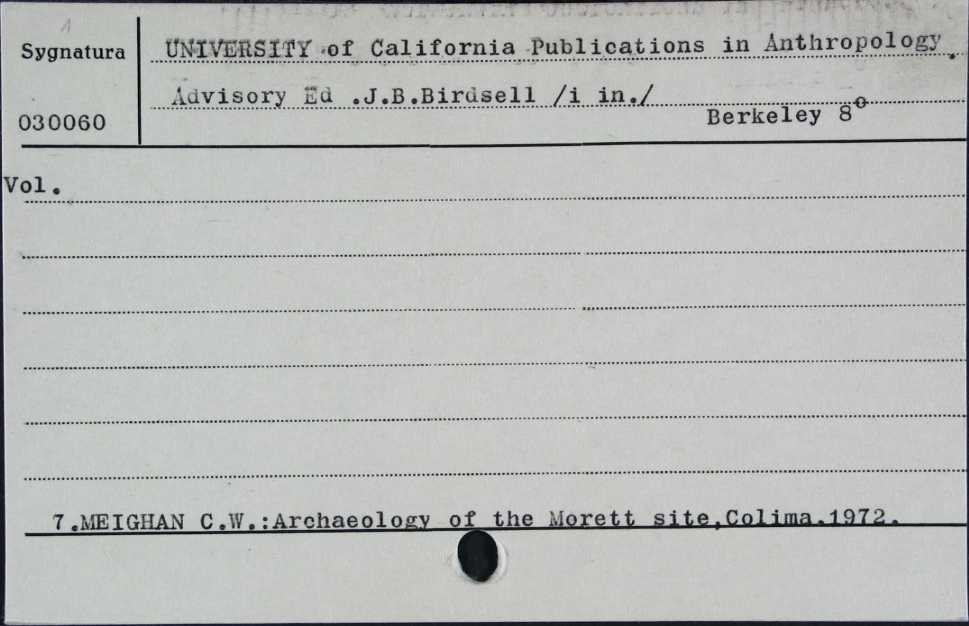 1
Sygnatura
UNIVERSITY of California Publications in Anthropology.
Advisory Ed .J.B.Birdsell /i in./
030060
Berkeley 8°
Vol.
7.MEIGHAN C.W.:Archaeology of the Morett site,Colima.1972.